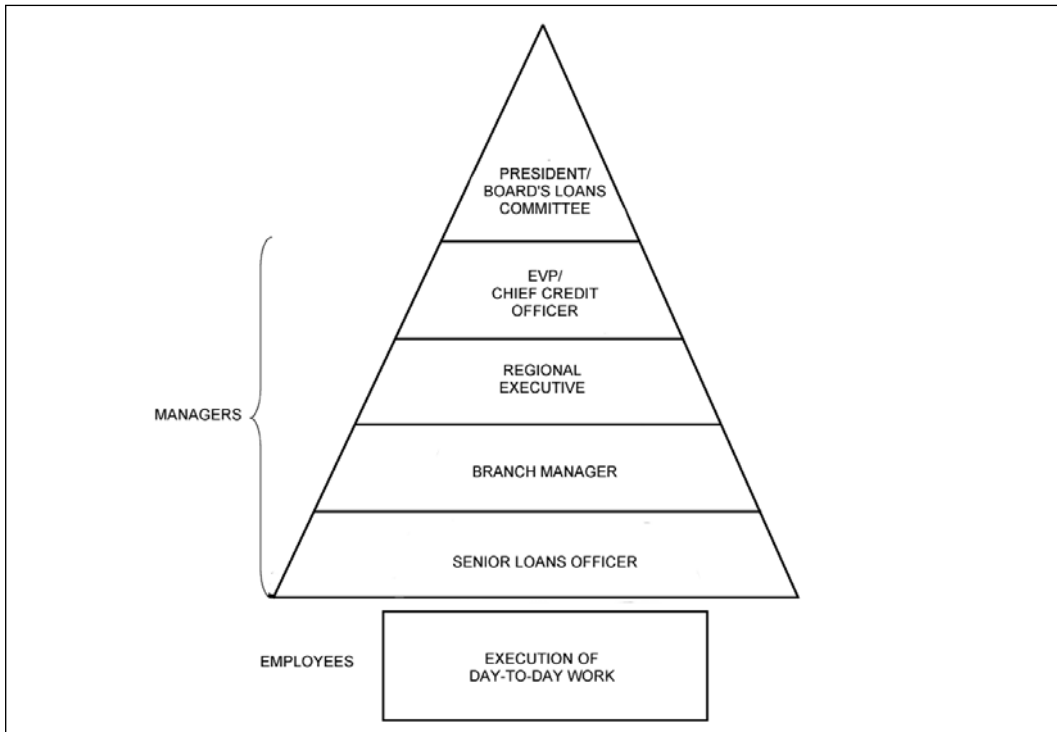 PRESIDENT/
BOARD'S LOANS
COMMITTEE
EVP/
CHIEF CREDIT
OFFICER
REGIONAL
EXECUTIVE
MANAGERS
BRANCH MANAGER
SENIOR LOANS OFFICER
EMPLOYEES
EXECUTION OF
DAY-TO-DAY WORK